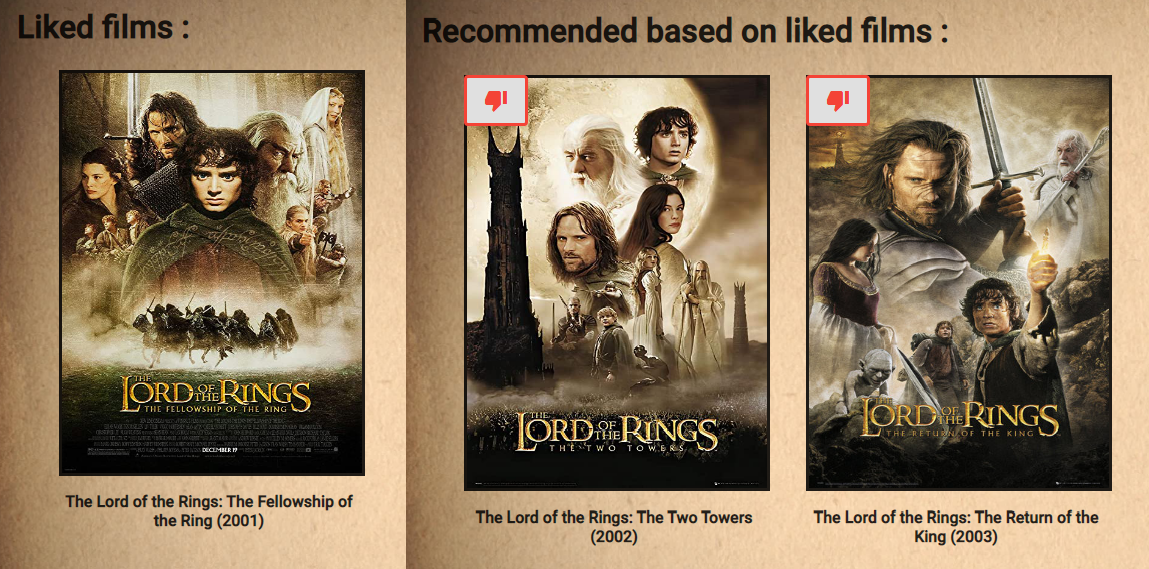 Liked films :
THE
LORD OF THE RINGS
THE FELLOWSHIP OF THE RING
DECEMBER 19
The Lord of the Rings: The Fellowship of
the Ring (2001)
Recommended based on liked films :
THE
LORD OF THE RINGS
THE TWO TOWERS
The Lord of the Rings: The Two Towers
(2002)
THE
LORD OF THE RINGS
THE RETURN OF THE KING
The Lord of the Rings: The Return of the
King (2003)